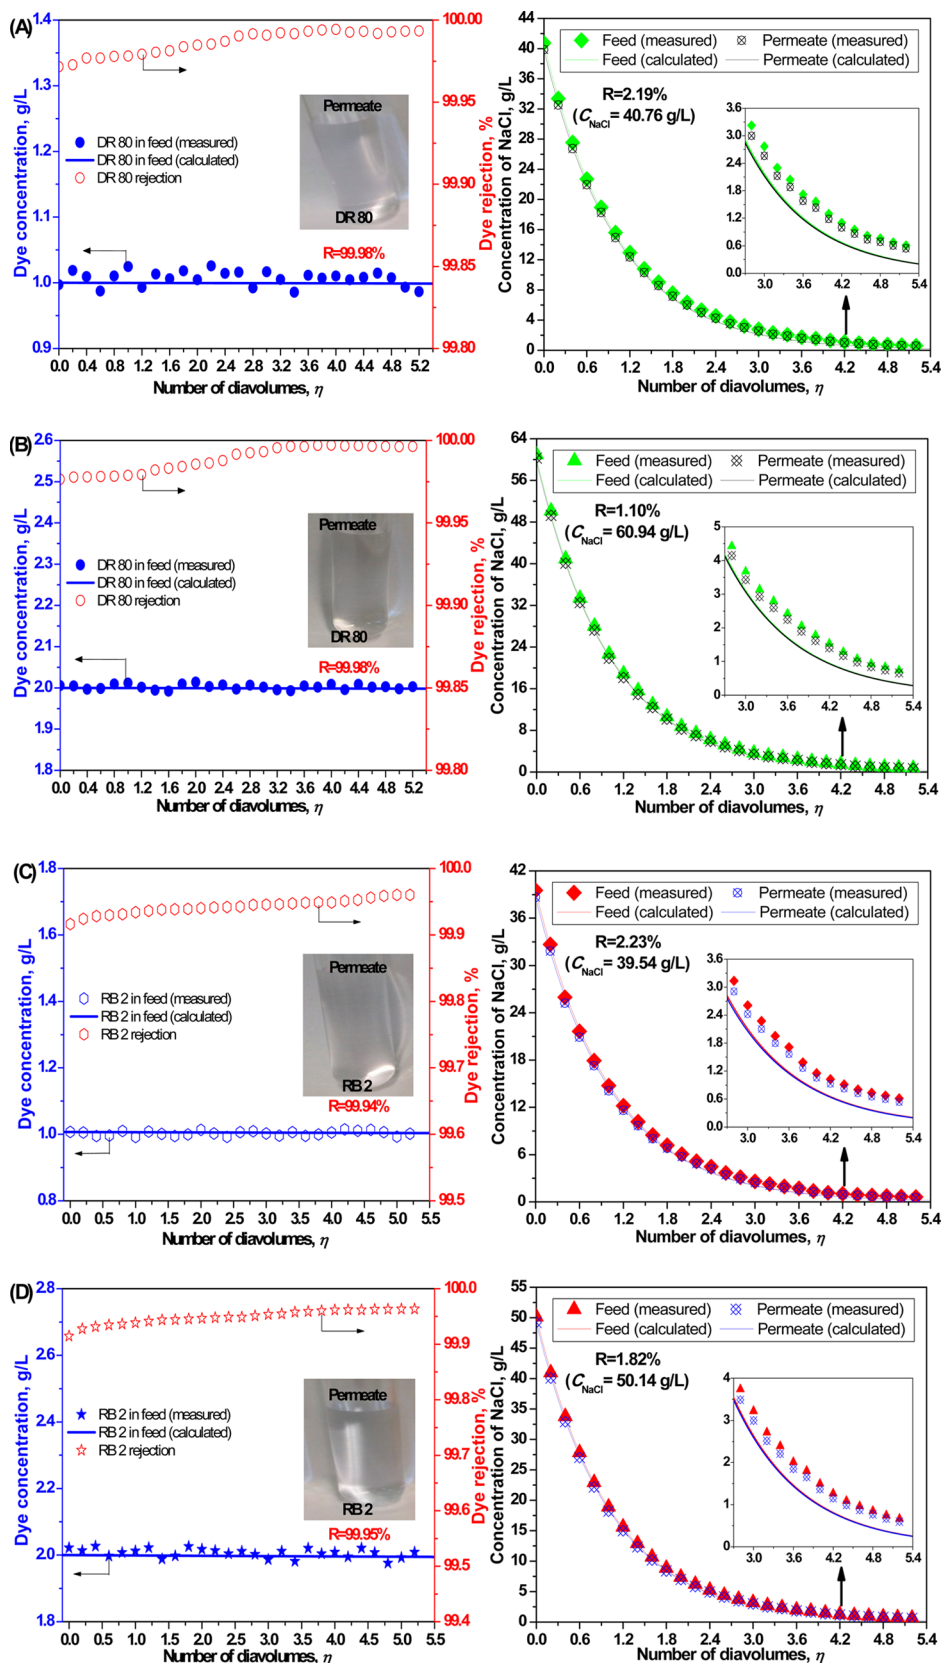 (A)
1.4
1.3
1.2
1.1
1.0
0.9
Dye concentration, g/L
100.00
99.95
99.90
99.85
99.80
Dye rejection, %
DR 80 in feed (measured)
DR 80 in feed (calculated)
DR 80 rejection
Permeate
DR 80
R=99.98%
0.0 0.4 0.8 1.2 1.6 2.0 2.4 2.8 3.2 3.6 4.0 4.4 4.8 5.2
Number of diavolumes, η
44
40
36
32
28
24
20
16
12
8
4
0
Concentration of NaCl, g/L
Feed (measured) Permeate (measured)
Feed (calculated) Permeate (calculated)
R=2.19%
(CNaCl= 40.76 g/L)
3.6
3.0
2.4
1.8
1.2
0.6
0.0
3.0 3.6 4.2 4.8 5.4
0.0 0.6 1.2 1.8 2.4 3.0 3.6 4.2 4.8 5.4
Number of diavolumes, η
(B)
2.6
2.5
2.4
2.3
2.2
2.1
2.0
1.9
1.8
Dye concentration, g/L
100.00
99.95
99.90
99.85
99.80
Dye rejection, %
DR 80 in feed (measured)
DR 80 in feed (calculated)
DR 80 rejection
Permeate
DR 80
R=99.98%
0.0 0.4 0.8 1.2 1.6 2.0 2.4 2.8 3.2 3.6 4.0 4.4 4.8 5.2
Number of diavolumes, η
64
56
48
40
32
24
16
8
0
Concentration of NaCl, g/L
Feed (measured) Permeate (measured)
Feed (calculated) Permeate (calculated)
R=1.10%
(CNaCl= 60.94 g/L)
5
4
3
2
1
0
3.0 3.6 4.2 4.8 5.4
0.0 0.6 1.2 1.8 2.4 3.0 3.6 4.2 4.8 5.4
Number of diavolumes, η
(C)
1.8
1.6
1.4
1.2
1.0
0.8
Dye concentration, g/L
100.0
99.9
99.8
99.7
99.6
99.5
Dye rejection, %
RB 2 in feed (measured)
RB 2 in feed (calculated)
RB 2 rejection
Permeate
RB 2
R=99.94%
0.0 0.5 1.0 1.5 2.0 2.5 3.0 3.5 4.0 4.5 5.0 5.5
Number of diavolumes, η
42
36
30
24
18
12
6
0
Concentration of NaCl, g/L
Feed (measured) Permeate (measured)
Feed (calculated) Permeate (calculated)
R=2.23%
(CNaCl= 39.54 g/L)
3.6
3.0
2.4
1.8
1.2
0.6
0.0
3.0 3.6 4.2 4.8 5.4
0.0 0.6 1.2 1.8 2.4 3.0 3.6 4.2 4.8 5.4
Number of diavolumes, η
(D)
2.8
2.6
2.4
2.2
2.0
1.8
Dye concentration, g/L
100.0
99.9
99.8
99.7
99.6
99.5
99.4
Dye rejection, %
RB 2 in feed (measured)
RB 2 in feed (calculated)
RB 2 rejection
Permeate
RB 2
R=99.95%
0.0 0.5 1.0 1.5 2.0 2.5 3.0 3.5 4.0 4.5 5.0 5.5
Number of diavolumes, η
55
50
45
40
35
30
25
20
15
10
5
0
Concentration of NaCl, g/L
Feed (measured) Permeate (measured)
Feed (calculated) Permeate (calculated)
R=1.82%
(CNaCl= 50.14 g/L)
4
3
2
1
0
3.0 3.6 4.2 4.8 5.4
0.0 0.6 1.2 1.8 2.4 3.0 3.6 4.2 4.8 5.4
Number of diavolumes, η